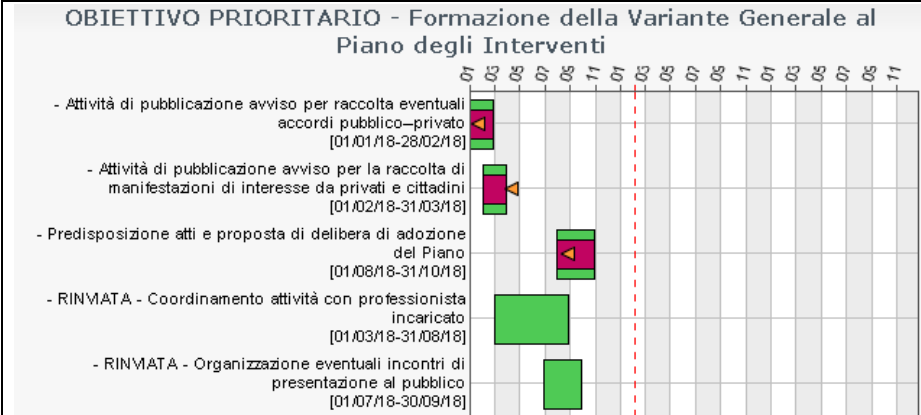 OBIETTIVO PRIORITARIO - Formazione della Variante Generale al
Piano degli Interventi
01 03 05 07 09 11 01 03 05 07 09 11 01 03 05 07 09 11
- Attività di pubblicazione avviso per raccolta eventuali
accordi pubblico–privato
[01/01/18-28/02/18]
- Attività di pubblicazione avviso per la raccolta di
manifestazioni di interesse da privati e cittadini
[01/02/18-31/03/18]
- Predisposizione atti e proposta di delibera di adozione
del Piano
[01/08/18-31/10/18]
- RINVIATA - Coordinamento attività con professionista
incaricato
[01/03/18-31/08/18]
- RINVIATA - Organizzazione eventuali incontri di
presentazione al pubblico
[01/07/18-30/09/18]